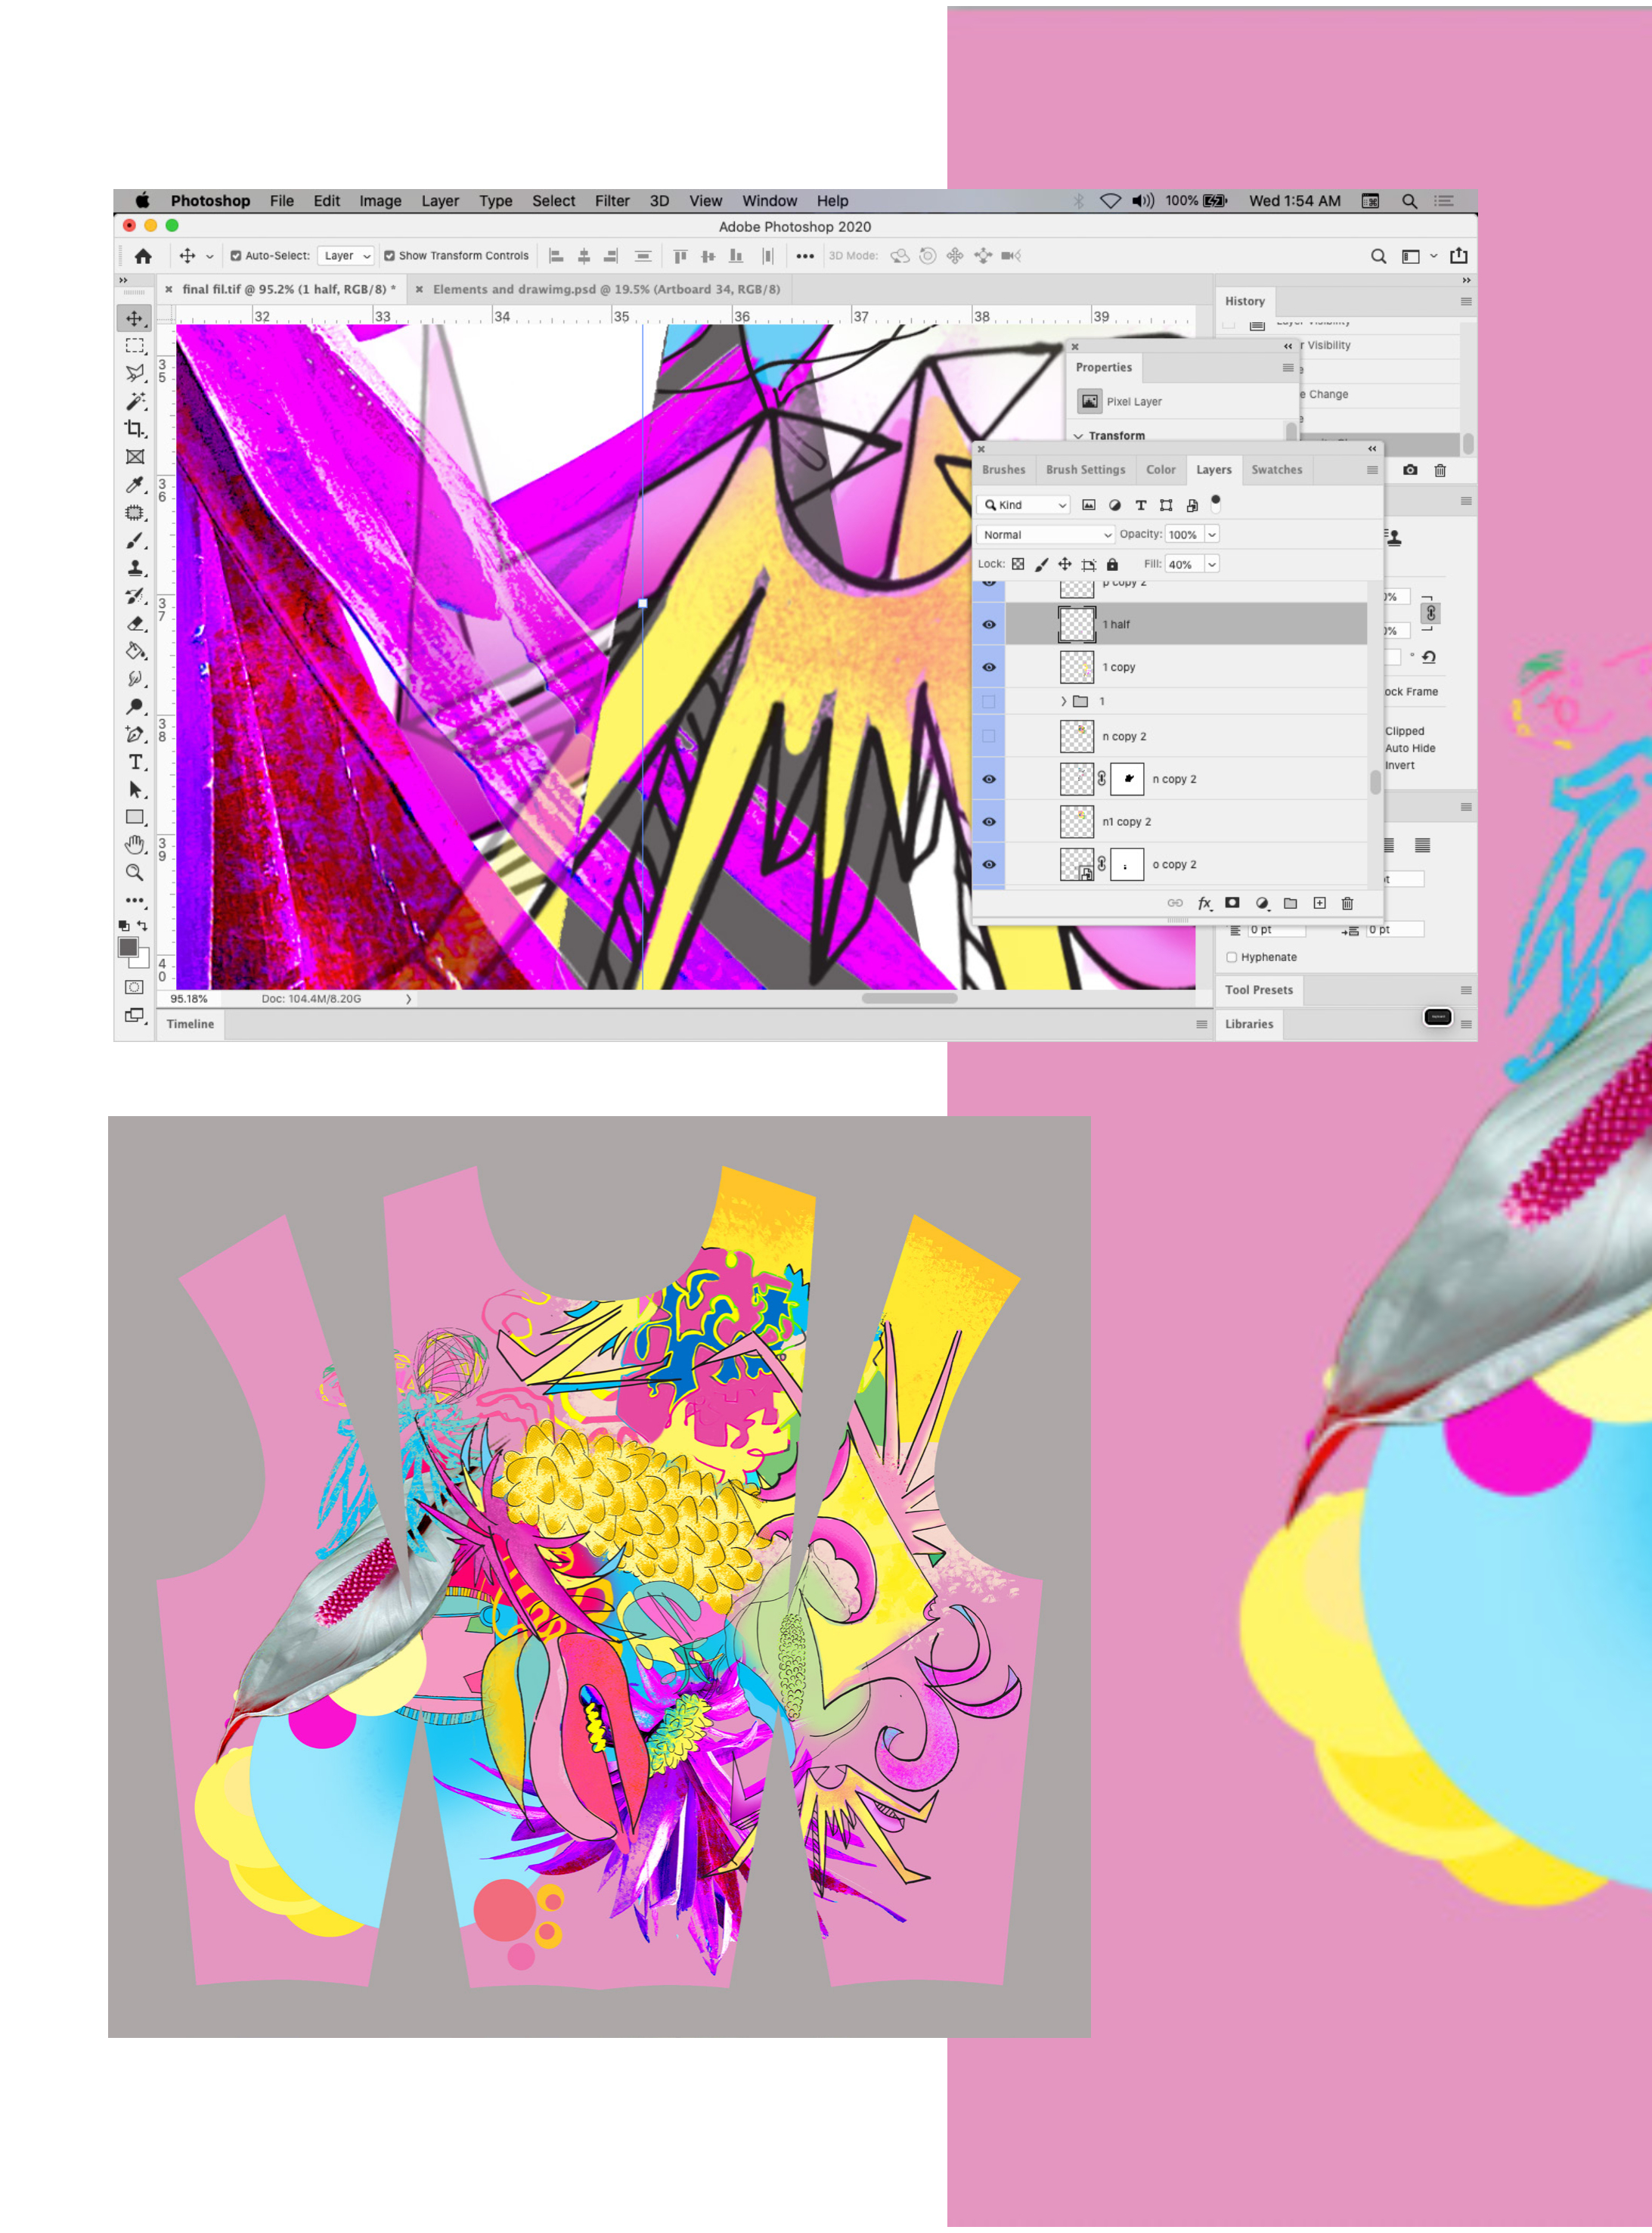 Photoshop File Edit Image Layer Type Select Filter 3D View Window Help 100% Wed 1:54 AM
Adobe Photoshop 2020
Auto-Select: Layer Show Transform Controls 3D Mode:
final fil.tif @ 95.2% (1 half, RGB/8) * Elements and drawimg.psd @ 19.5% (Artboard 34, RGB/8)
History
32 33 34 35 36 37 38 39
Layer Visibility
r Visibility
e
e Change
e
35
36
37
38
39
40
Properties
Pixel Layer
Transform
Brushes Brush Settings Color Layers Swatches
Kind
Normal Opacity: 100%
Lock: Fill: 40%
p copy 2
1 half
1 copy
1
n copy 2
n copy 2
n1 copy 2
o copy 2
0%
0%
ock Frame
Clipped
Auto Hide
Invert
pt
0 pt 0 pt
Hyphenate
Tool Presets
Libraries
95.18% Doc: 104.4M/8.20G
Timeline